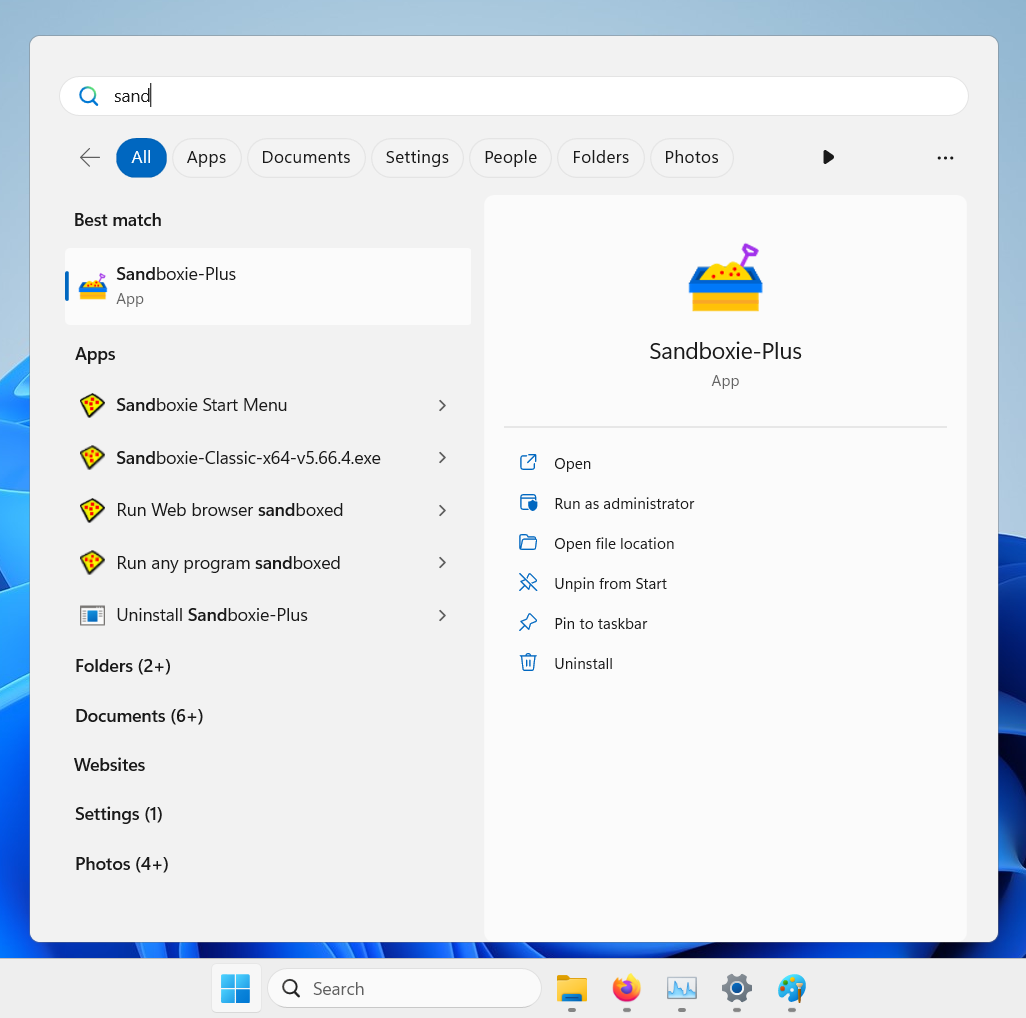 sand
All Apps Documents Settings People Folders Photos
Best match
Sandboxie-Plus
App
Apps
Sandboxie Start Menu
Sandboxie-Classic-x64-v5.66.4.exe
Run Web browser sandboxed
Run any program sandboxed
Uninstall Sandboxie-Plus
Folders (2+)
Documents (6+)
Websites
Settings (1)
Photos (4+)
Sandboxie-Plus
App
Open
Run as administrator
Open file location
Unpin from Start
Pin to taskbar
Uninstall
Search